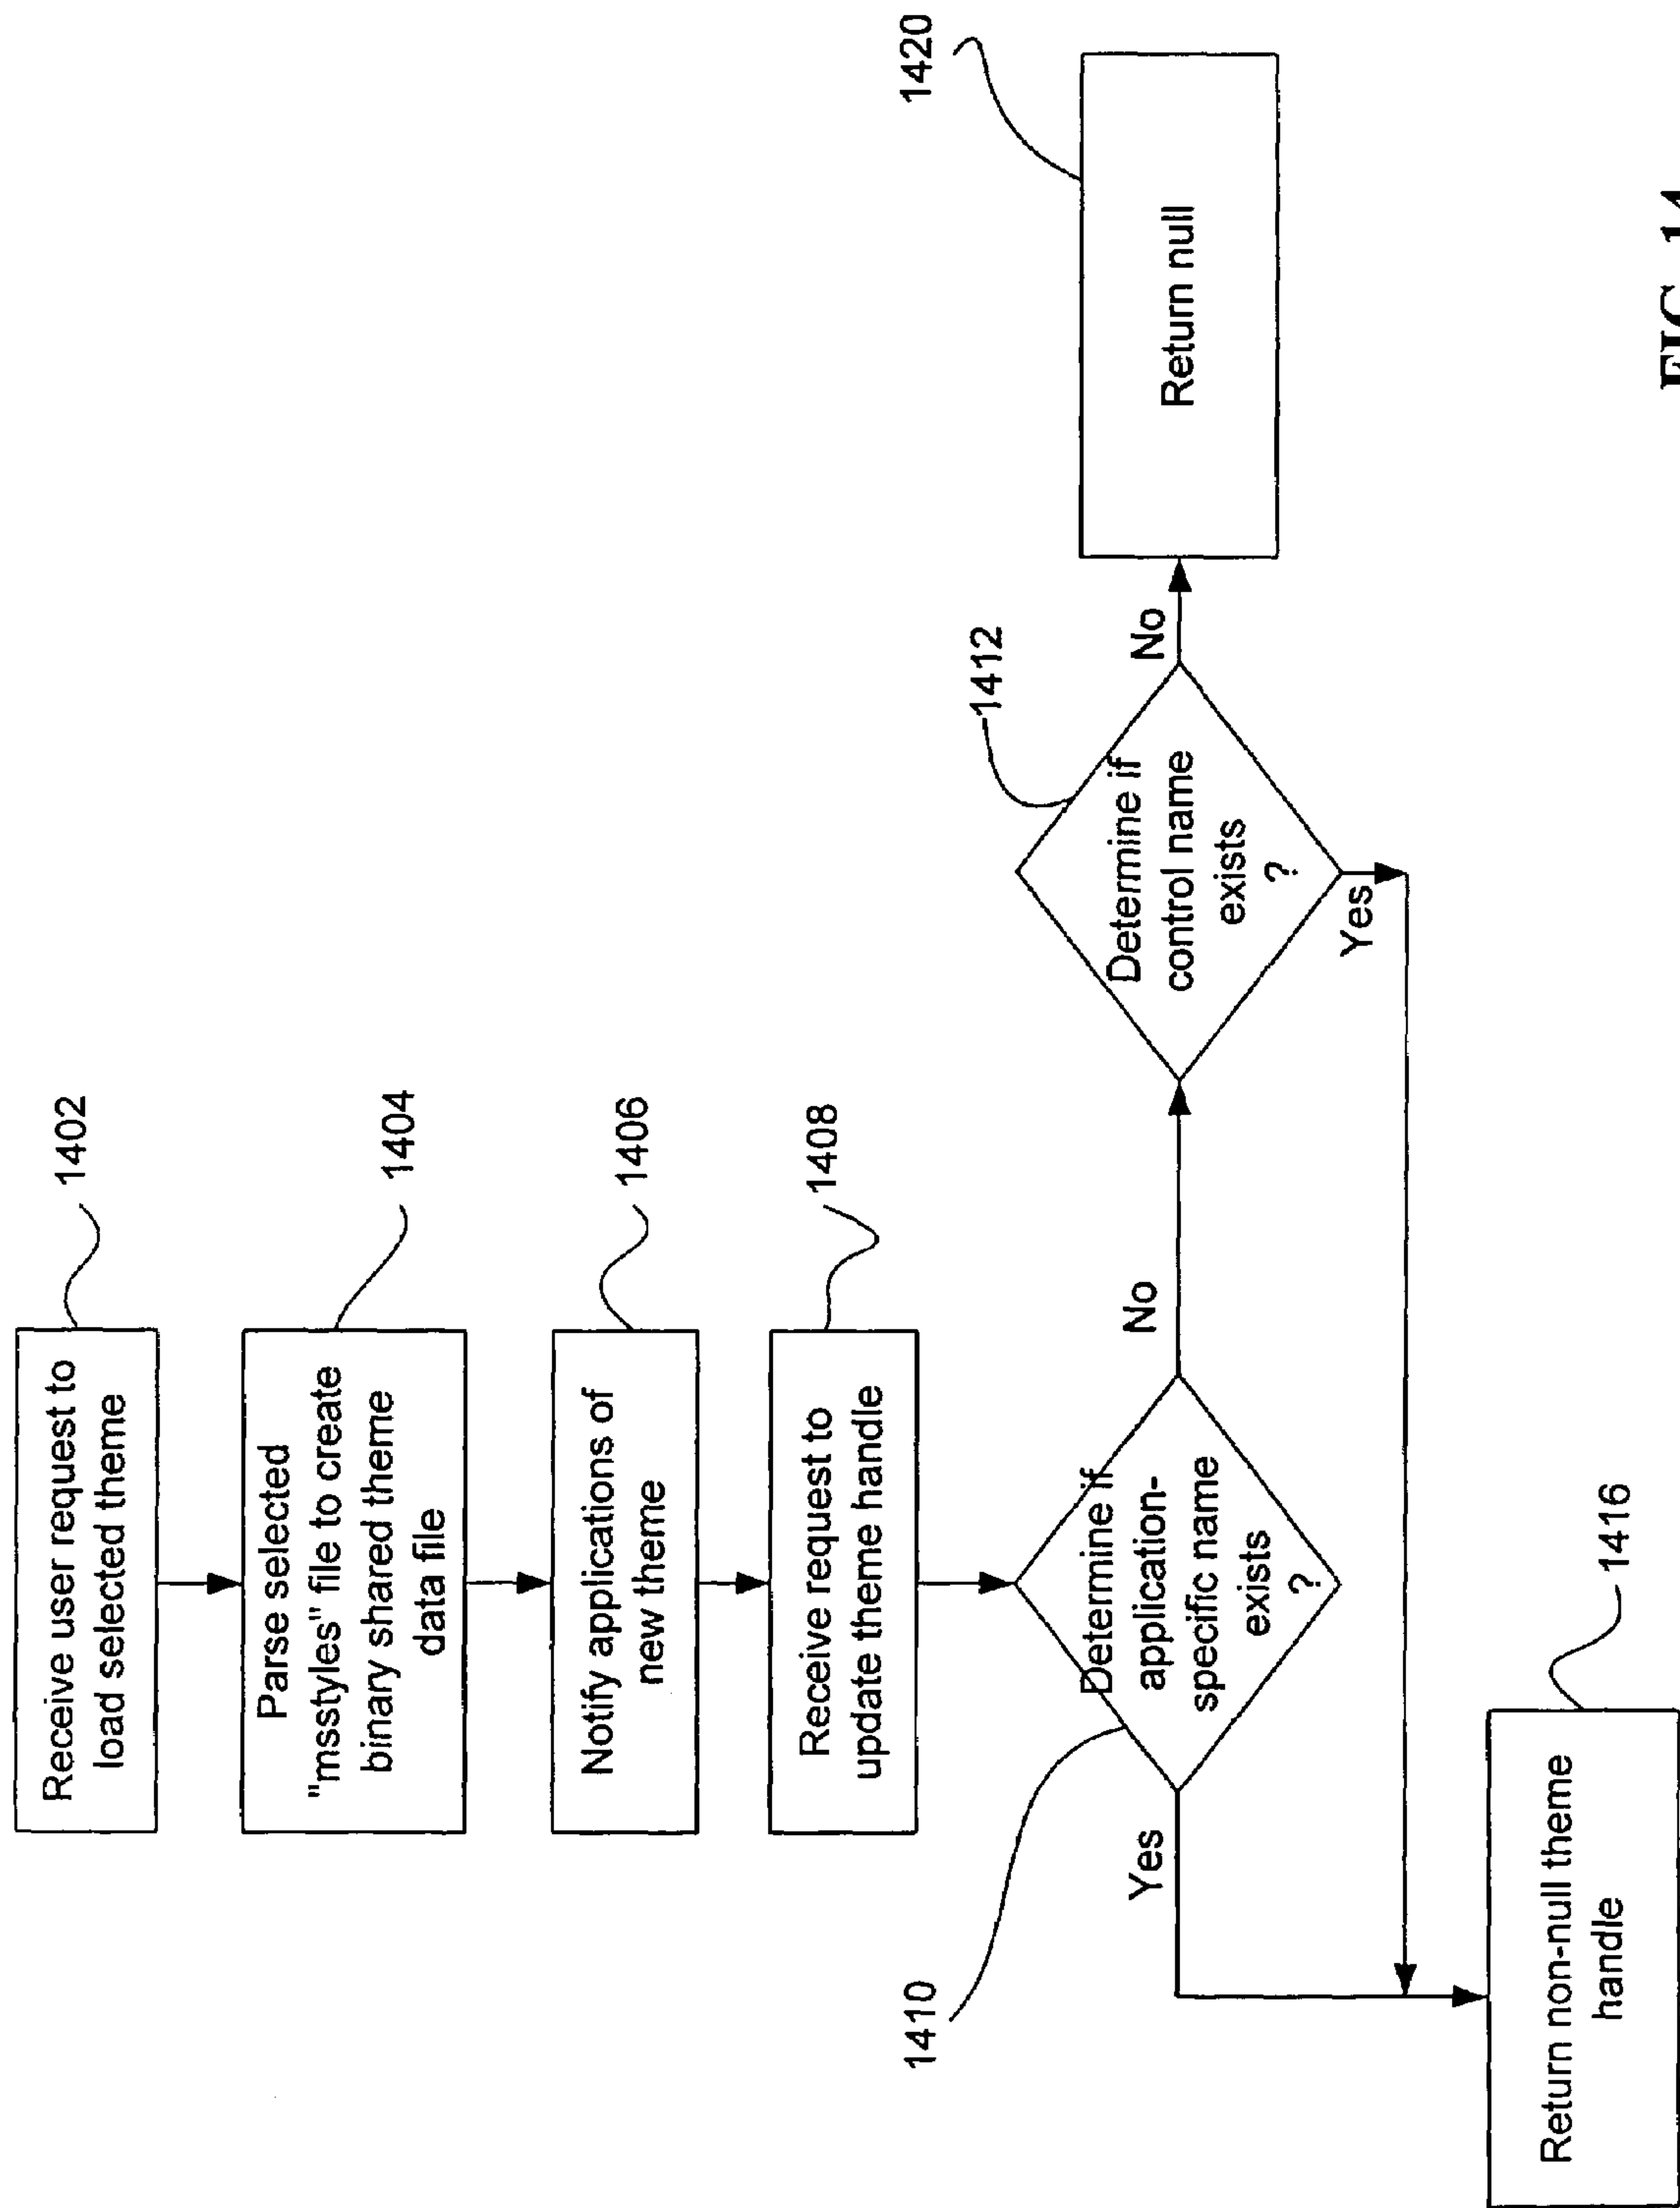 Receive user request to
load selected theme
1402
Parse selected
"msstyles" file to create
binary shared theme
data file
1404
Notify applications of
new theme
1406
Receive request to
update theme handle
1408
Determine if
application-
specific name
exists
?
1410
Yes
No
Determine if
control name
exists
?
1412
No
Yes
Return null
1420
Return non-null theme
handle
1416
FIG. 14